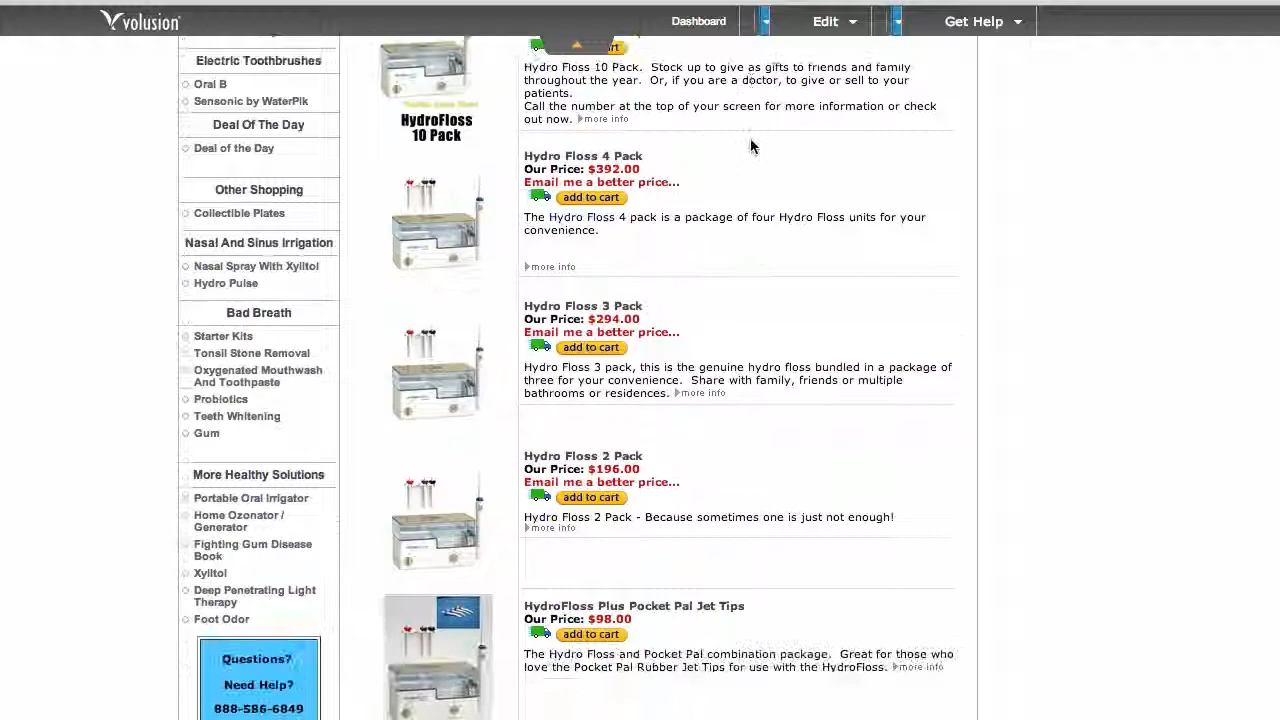 volusion
Dashboard
Edit
Get Help
Electric Toothbrushes
Oral B
Sensonic by WaterPik
Deal Of The Day
Deal of the Day
Other Shopping
Collectible Plates
Nasal And Sinus Irrigation
Nasal Spray With Xylitol
Hydro Pulse
Bad Breath
Starter Kits
Tonsil Stone Removal
Oxygenated Mouthwash
And Toothpaste
Probiotics
Teeth Whitening
Gum
More Healthy Solutions
Portable Oral Irrigator
Home Ozonator /
Generator
Fighting Gum Disease
Book
Xylitol
Deep Penetrating Light
Therapy
Foot Odor
Questions?
Need Help?
888-586-6849
HydroFloss
10 Pack
Hydro Floss 10 Pack. Stock up to give as gifts to friends and family
throughout the year. Or, if you are a doctor, to give or sell to your
patients.
Call the number at the top of your screen for more information or check
out now. more info
Hydro Floss 4 Pack
Our Price: $392.00
Email me a better price...
add to cart
The Hydro Floss 4 pack is a package of four Hydro Floss units for your
convenience.
more info
Hydro Floss 3 Pack
Our Price: $294.00
Email me a better price...
add to cart
Hydro Floss 3 pack, this is the genuine hydro floss bundled in a package of
three for your convenience. Share with family, friends or multiple
bathrooms or residences. more info
Hydro Floss 2 Pack
Our Price: $196.00
Email me a better price...
add to cart
Hydro Floss 2 Pack - Because sometimes one is just not enough!
more info
HydroFloss Plus Pocket Pal Jet Tips
Our Price: $98.00
add to cart
The Hydro Floss and Pocket Pal combination package. Great for those who
love the Pocket Pal Rubber Jet Tips for use with the HydroFloss. more info